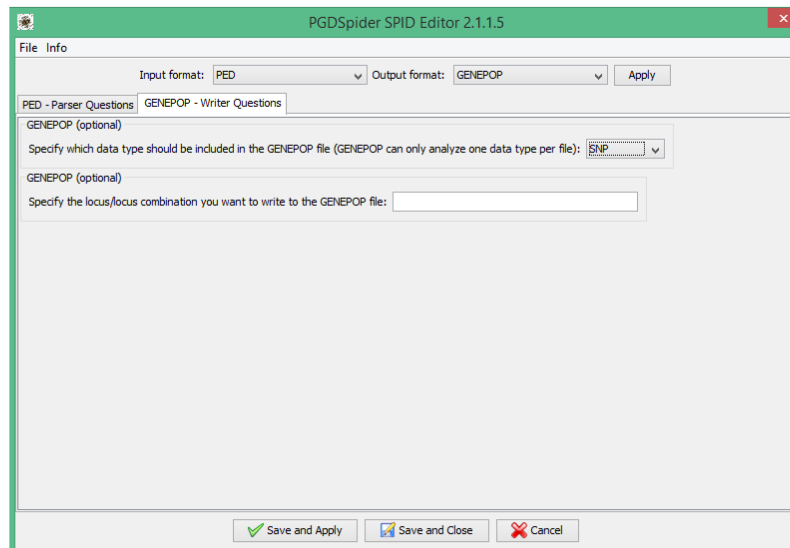 PGDSpider SPID Editor 2.1.1.5
File Info
Input format: PED Output format: GENEPOP Apply
PED - Parser Questions GENEPOP - Writer Questions
GENEPOP (optional)
Specify which data type should be included in the GENEPOP file (GENEPOP can only analyze one data type per file): SNP
GENEPOP (optional)
Specify the locus/locus combination you want to write to the GENEPOP file:
Save and Apply Save and Close Cancel